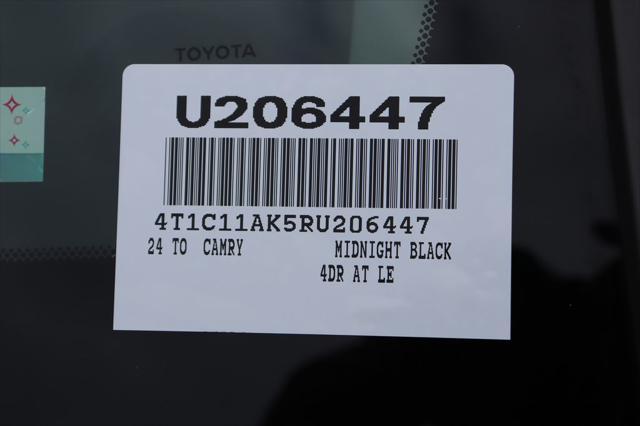 TOYOTA
U206447
4T1C11AK5RU206447
24 TO CAMRY MIDNIGHT BLACK
4DR AT LE